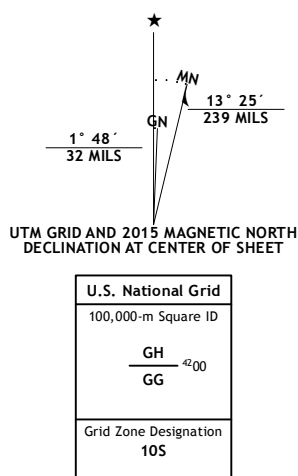 ★
MN
GN
13° 25´
239 MILS
1° 48´
32 MILS
UTM GRID AND 2015 MAGNETIC NORTH
DECLINATION AT CENTER OF SHEET
U.S. National Grid
100,000-m Square ID
GH
4200
GG
Grid Zone Designation
10S